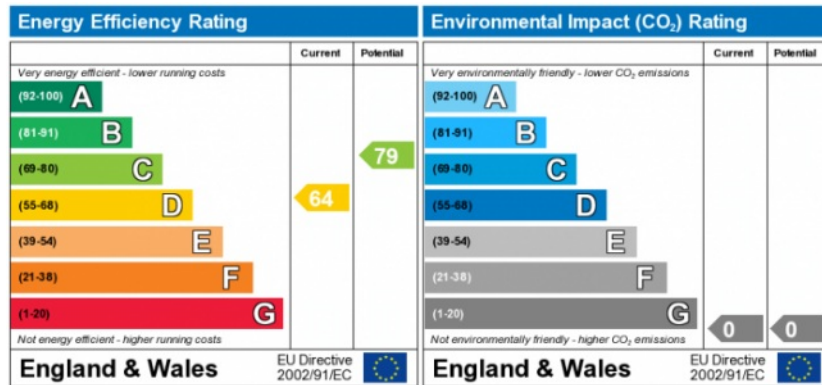 Energy Efficiency Rating
Current Potential
Very energy efficient - lower running costs
(92-100) A
(81-91) B
(69-80) C
79
(55-68) D
64
(39-54) E
(21-38) F
(1-20) G
Not energy efficient - higher running costs
England & Wales
EU Directive
2002/91/EC
Environmental Impact (CO₂) Rating
Current Potential
Very environmentally friendly - lower CO₂ emissions
(92-100) A
(81-91) B
(69-80) C
(55-68) D
(39-54) E
(21-38) F
(1-20) G
0 0
Not environmentally friendly - higher CO₂ emissions
England & Wales
EU Directive
2002/91/EC